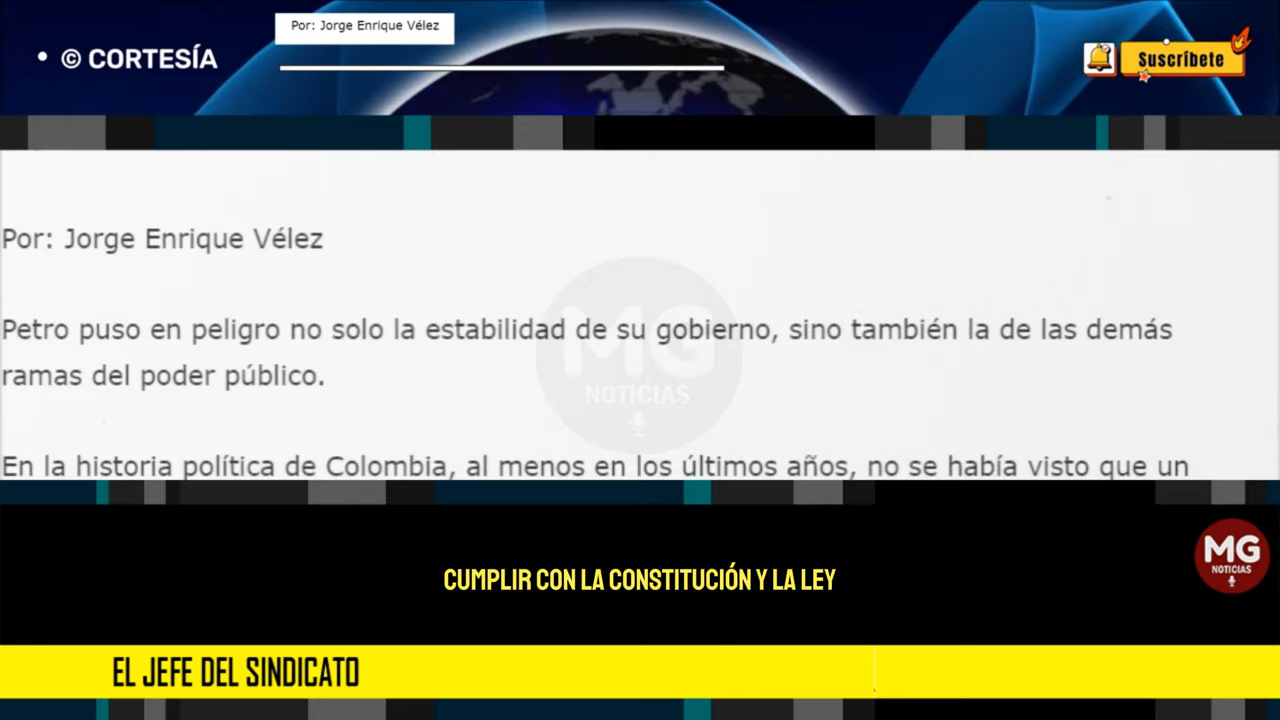 Por: Jorge Enrique Vélez
• © CORTESÍA
Suscríbete
Por: Jorge Enrique Vélez
Petro puso en peligro no solo la estabilidad de su gobierno, sino también la de las demás
ramas del poder público.
MG
NOTICIAS
En la historia política de Colombia, al menos en los últimos años, no se había visto que un
MG
NOTICIAS
CUMPLIR CON LA CONSTITUCIÓN Y LA LEY
EL JEFE DEL SINDICATO